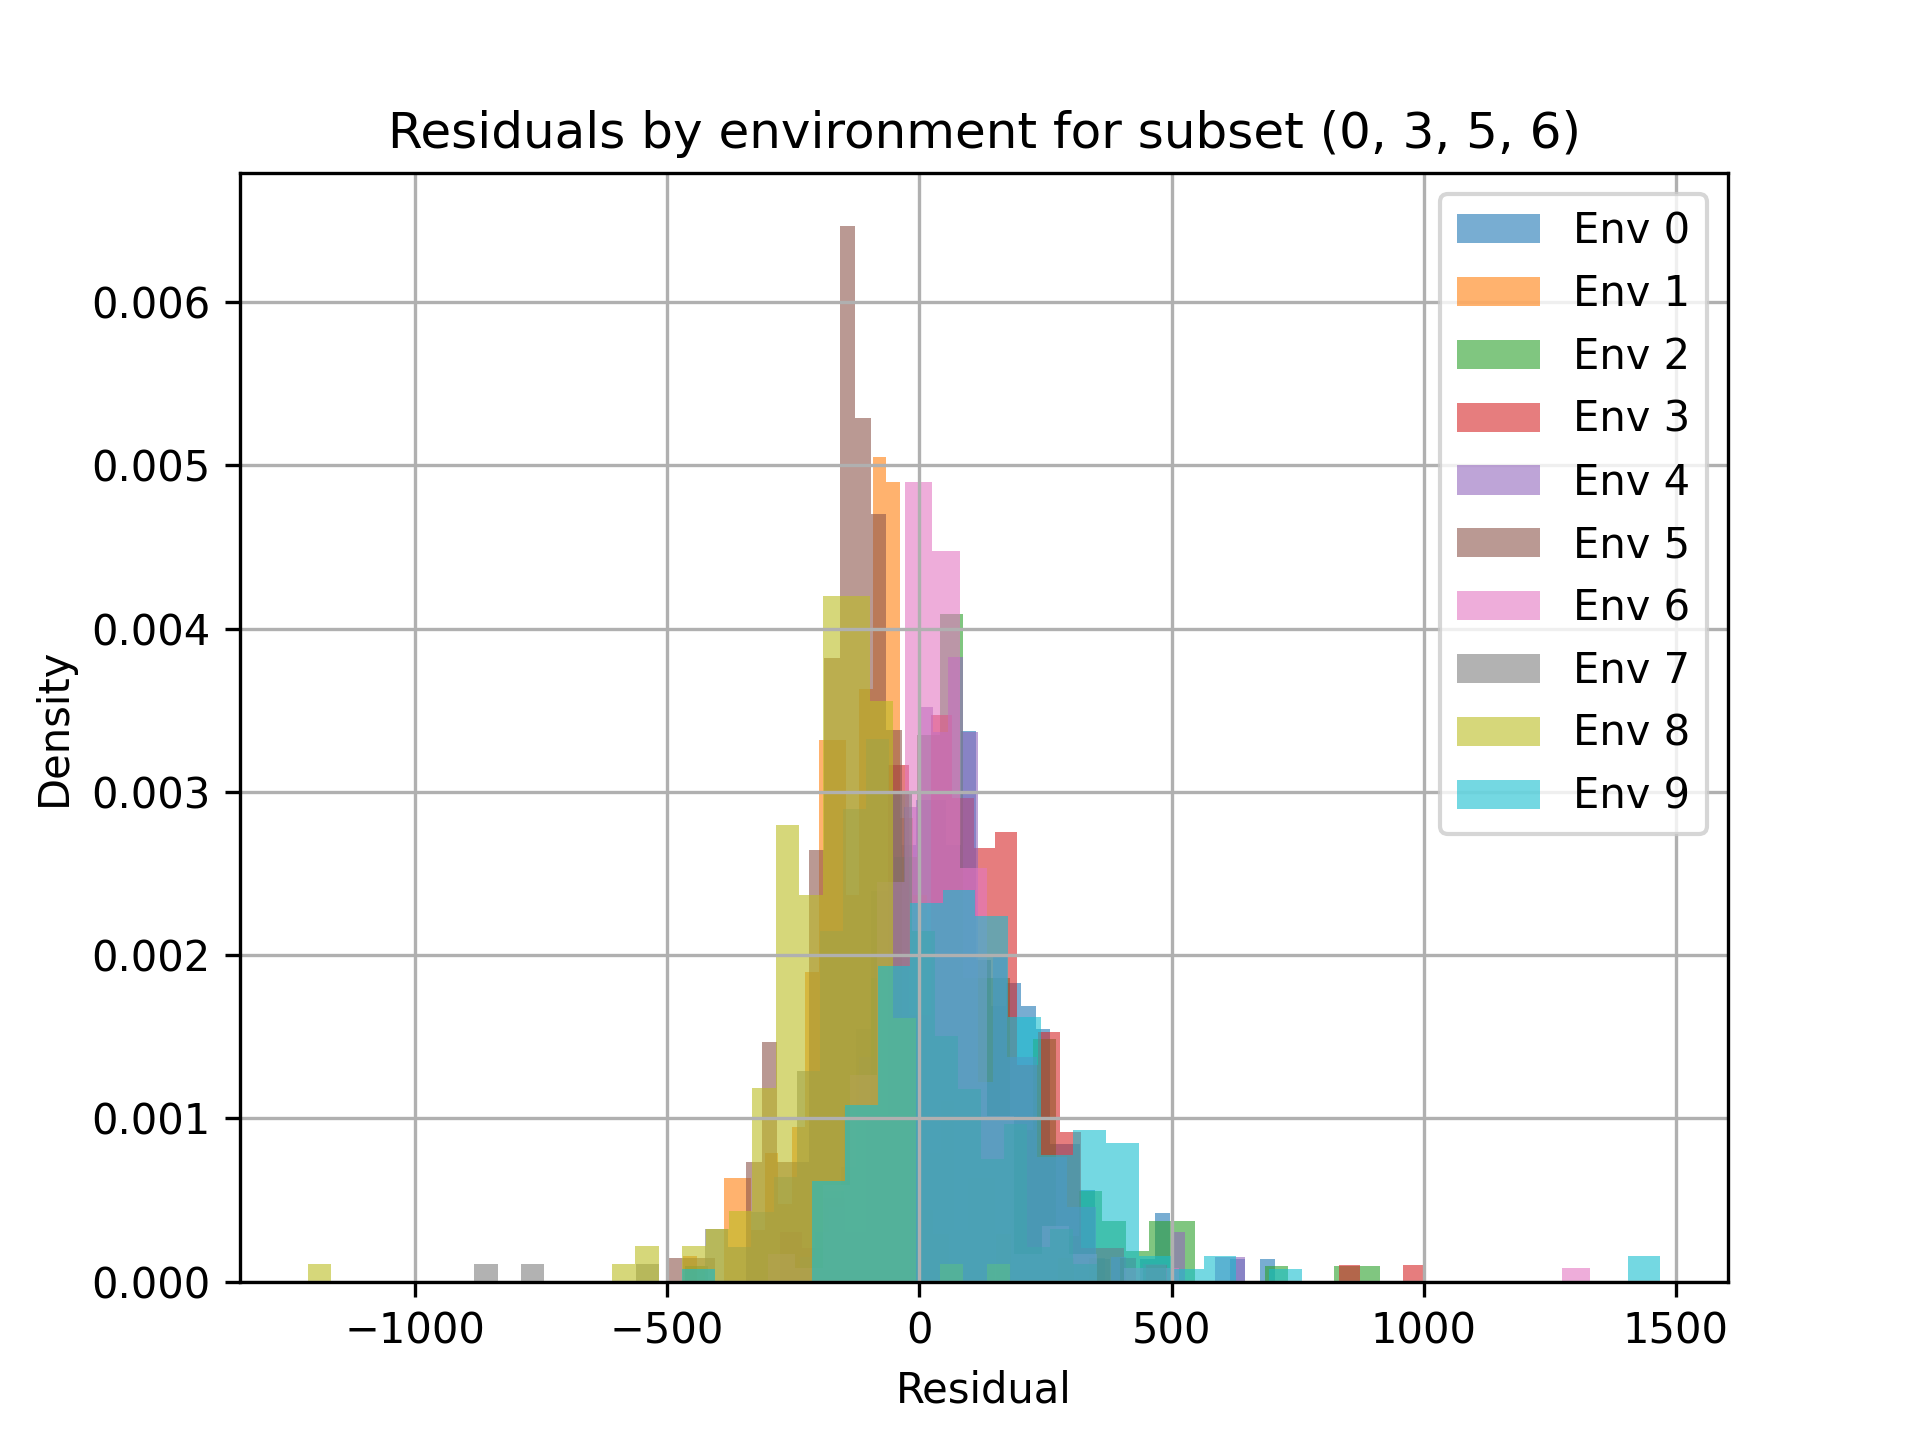 Residuals by environment for subset (0, 3, 5, 6)
Env 0
Env 1
Env 2
Env 3
Env 4
Env 5
Env 6
Env 7
Env 8
Env 9
Density
0.006
0.005
0.004
0.003
0.002
0.001
0.000
−1000 −500 0 500 1000 1500
Residual